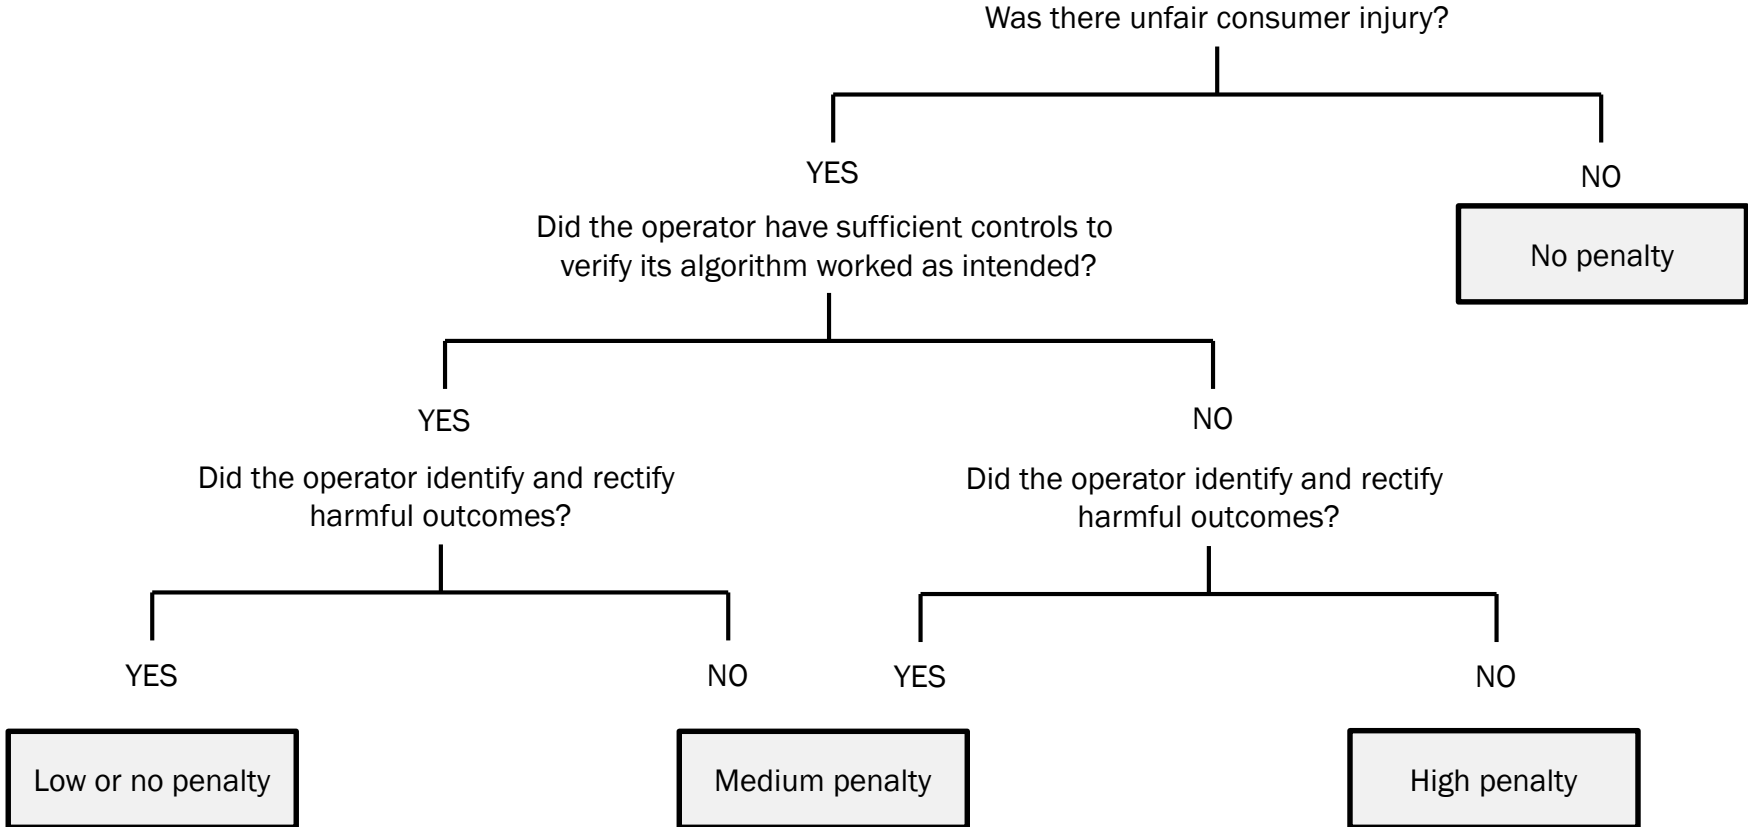 Was there unfair consumer injury?
YES
NO
Did the operator have sufficient controls to
verify its algorithm worked as intended?
No penalty
YES
NO
Did the operator identify and rectify
harmful outcomes?
Did the operator identify and rectify
harmful outcomes?
YES
NO
YES
NO
Low or no penalty
Medium penalty
High penalty